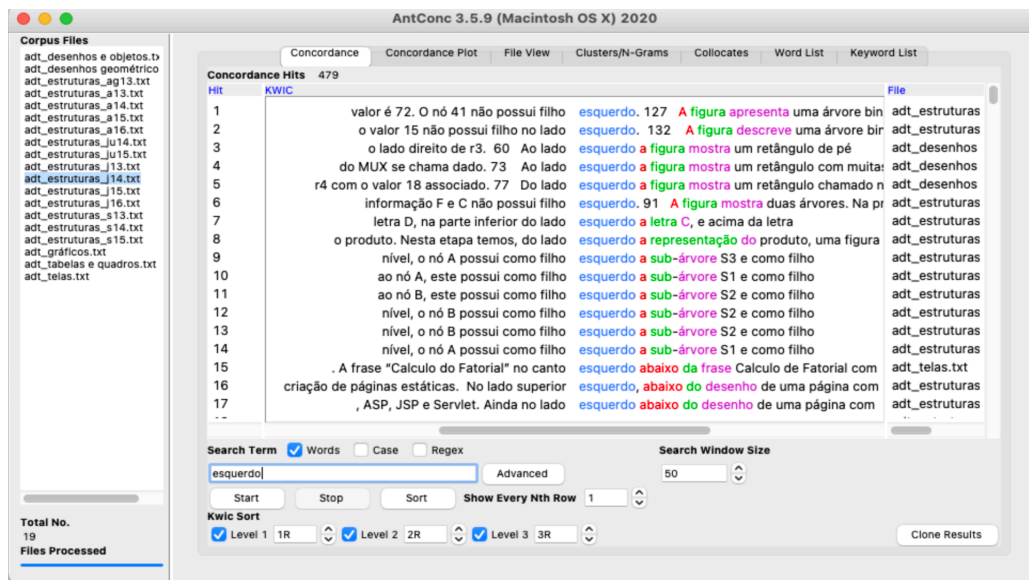 AntConc 3.5.9 (Macintosh OS X) 2020
Corpus Files
adt_desenhos e objetos.tx
adt_desenhos geométrico
adt_estruturas_ag13.txt
adt_estruturas_a13.txt
adt_estruturas_a14.txt
adt_estruturas_a15.txt
adt_estruturas_a16.txt
adt_estruturas_ju14.txt
adt_estruturas_ju15.txt
adt_estruturas_j13.txt
adt_estruturas_j14.txt
adt_estruturas_j15.txt
adt_estruturas_j16.txt
adt_estruturas_s13.txt
adt_estruturas_s14.txt
adt_estruturas_s15.txt
adt_gráficos.txt
adt_tabelas e quadros.txt
adt_telas.txt
Total No.
19
Files Processed
Concordance Concordance Plot File View Clusters/N-Grams Collocates Word List Keyword List
Concordance Hits 479
Hit KWIC File
1 valor é 72. O nó 41 não possui filho esquerdo. 127 A figura apresenta uma árvore bin adt_estruturas
2 o valor 15 não possui filho no lado esquerdo. 132 A figura descreve uma árvore bin adt_estruturas
3 o lado direito de r3. 60 Ao lado esquerdo a figura mostra um retângulo de pé adt_desenhos
4 do MUX se chama dado. 73 Ao lado esquerdo a figura mostra um retângulo com muitas adt_desenhos
5 r4 com o valor 18 associado. 77 Do lado esquerdo a figura mostra um retângulo chamado n adt_desenhos
6 informação F e C não possui filho esquerdo. 91 A figura mostra duas árvores. Na pr adt_estruturas
7 letra D, na parte inferior do lado esquerdo a letra C, e acima da letra adt_estruturas
8 o produto. Nesta etapa temos, do lado esquerdo a representação do produto, uma figura adt_estruturas
9 nível, o nó A possui como filho esquerdo a sub-árvore S3 e como filho adt_estruturas
10 ao nó A, este possui como filho esquerdo a sub-árvore S1 e como filho adt_estruturas
11 ao nó B, este possui como filho esquerdo a sub-árvore S2 e como filho adt_estruturas
12 nível, o nó B possui como filho esquerdo a sub-árvore S2 e como filho adt_estruturas
13 nível, o nó B possui como filho esquerdo a sub-árvore S2 e como filho adt_estruturas
14 nível, o nó A possui como filho esquerdo a sub-árvore S1 e como filho adt_estruturas
15 . A frase “Calculo do Fatorial” no canto esquerdo abaixo da frase Calculo de Fatorial com adt_telas.txt
16 criação de páginas estáticas. No lado superior esquerdo, abaixo do desenho de uma página com adt_estruturas
17 , ASP, JSP e Servlet. Ainda no lado esquerdo abaixo do desenho de uma página com adt_estruturas
Search Term Words Case Regex Search Window Size
esquerdo Advanced 50
Start Stop Sort Show Every Nth Row 1
Kwic Sort
Level 1 1R Level 2 2R Level 3 3R Clone Results